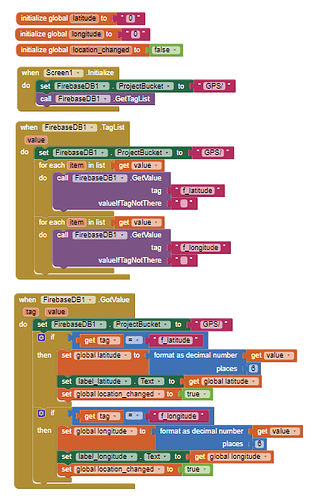 initialize global latitude to " 0 "
initialize global longitude to " 0 "
initialize global location_changed to false
when Screen1 .Initialize
do set FirebaseDB1 . ProjectBucket to " GPS/ "
call FirebaseDB1 .GetTagList
when FirebaseDB1 .TagList
value
do set FirebaseDB1 . ProjectBucket to " GPS/ "
for each item in list get value
do call FirebaseDB1 .GetValue
tag " f_latitude "
valueIfTagNotThere " "
for each item in list get value
do call FirebaseDB1 .GetValue
tag " f_longitude "
valueIfTagNotThere " "
when FirebaseDB1 .GotValue
tag value
do set FirebaseDB1 . ProjectBucket to " GPS/ "
if get tag = " f_latitude "
then set global latitude to format as decimal number get value
places 6
set label_latitude . Text to get global latitude
set global location_changed to true
if get tag = " f_longitude "
then set global longitude to format as decimal number get value
places 6
set label_longitude . Text to get global longitude
set global location_changed to true